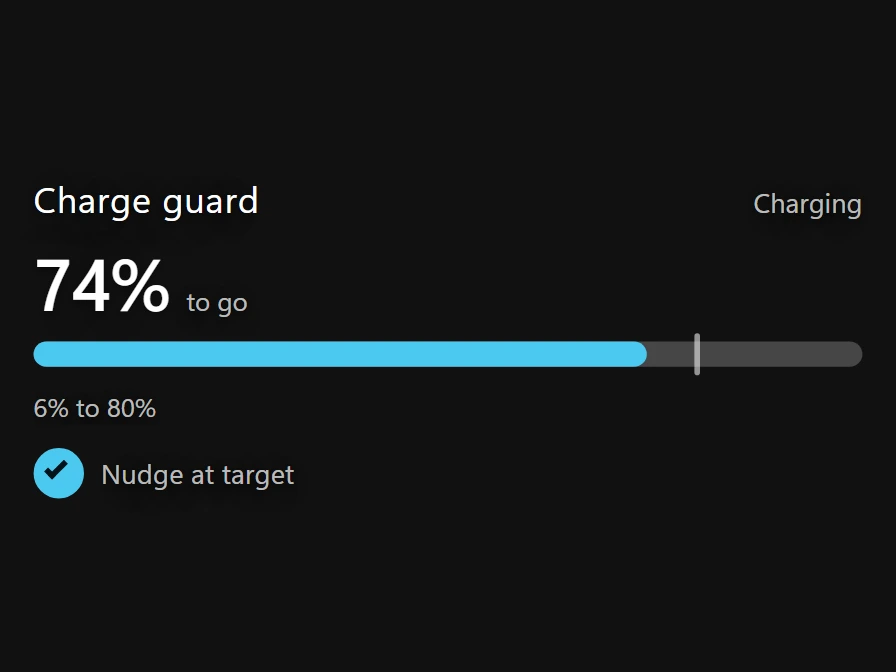 Charge guard
Charging
74% to go
6% to 80%
Nudge at target